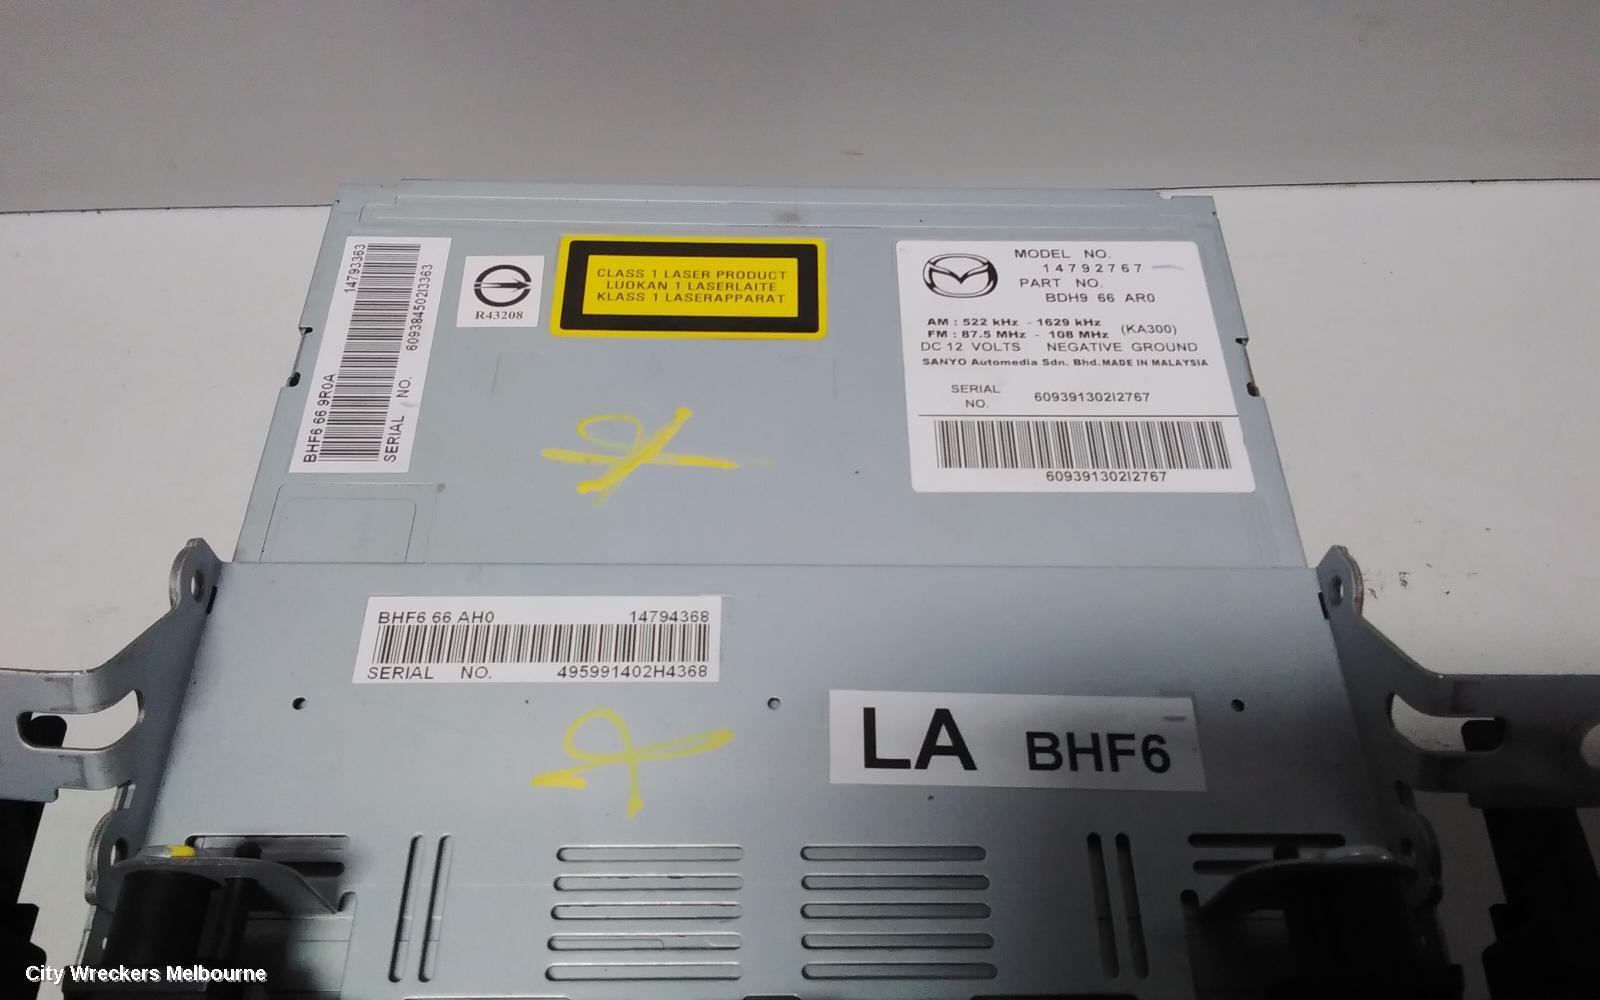 14793363
BHF6 66 9R0A
SERIAL NO. 609384502I3363
R43208
CLASS 1 LASER PRODUCT
LUOKAN 1 LASERLAITE
KLASS 1 LASERAPPARAT
MODEL NO.
14792767
PART NO.
BDH9 66 AR0
AM : 522 kHz - 1629 kHz
FM : 87.5 MHz - 108 MHz (KA300)
DC 12 VOLTS NEGATIVE GROUND
SANYO Automedia Sdn. Bhd. MADE IN MALAYSIA
SERIAL NO. 609391302I2767
609391302I2767
BHF6 66 AH0 14794368
SERIAL NO. 495991402H4368
LA BHF6
City Wreckers Melbourne